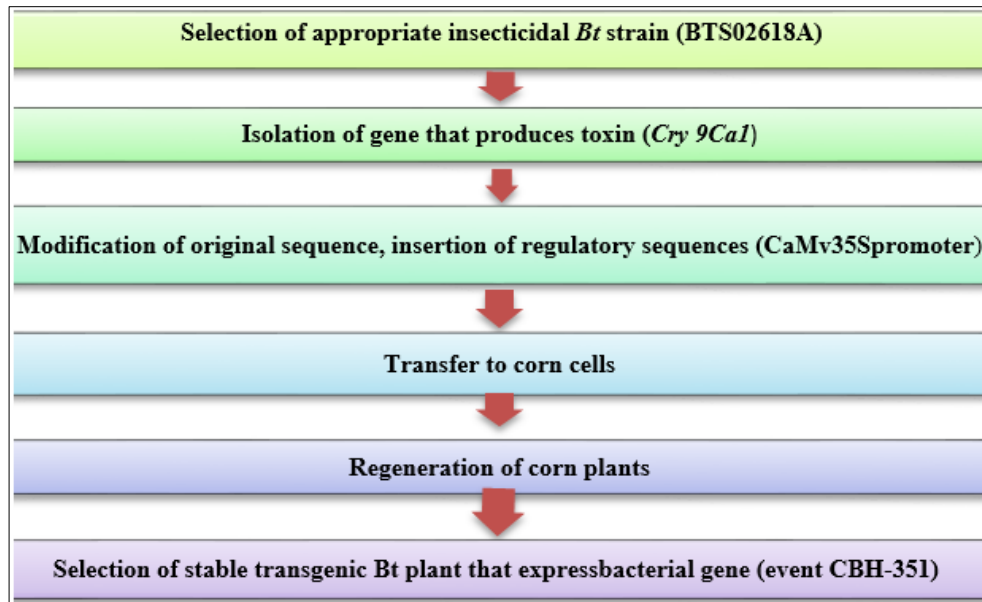 Selection of appropriate insecticidal Bt strain (BTS02618A)
Isolation of gene that produces toxin (Cry 9Ca1)
Modification of original sequence, insertion of regulatory sequences (CaMv35Spromoter)
Transfer to corn cells
Regeneration of corn plants
Selection of stable transgenic Bt plant that expressbacterial gene (event CBH-351)